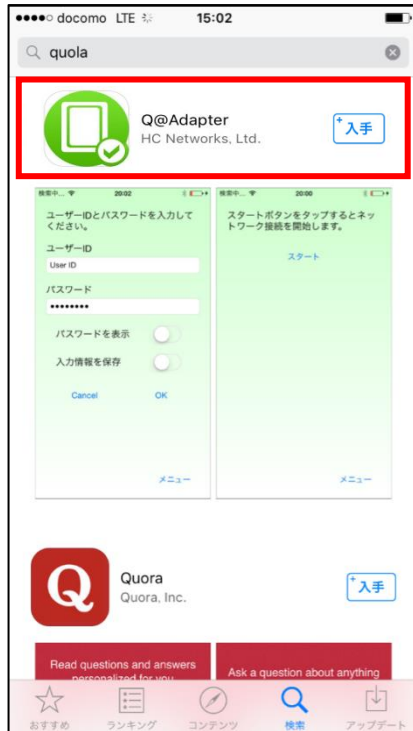 docomo LTE 15:02
quola
Q@Adapter
HC Networks, Ltd.
+入手
検索中... 20:02
ユーザーIDとパスワードを入力して
ください。
ユーザーID
User ID
パスワード
••••••••
パスワードを表示
入力情報を保存
Cancel OK
メニュー
検索中... 20:00
スタートボタンをタップするとネッ
トワーク接続を開始します。
スタート
メニュー
Q
Quora
Quora, Inc.
+入手
Read questions and answers
personalized for you
Ask a question about anything
おすすめ ランキング コンテンツ 検索 アップデート